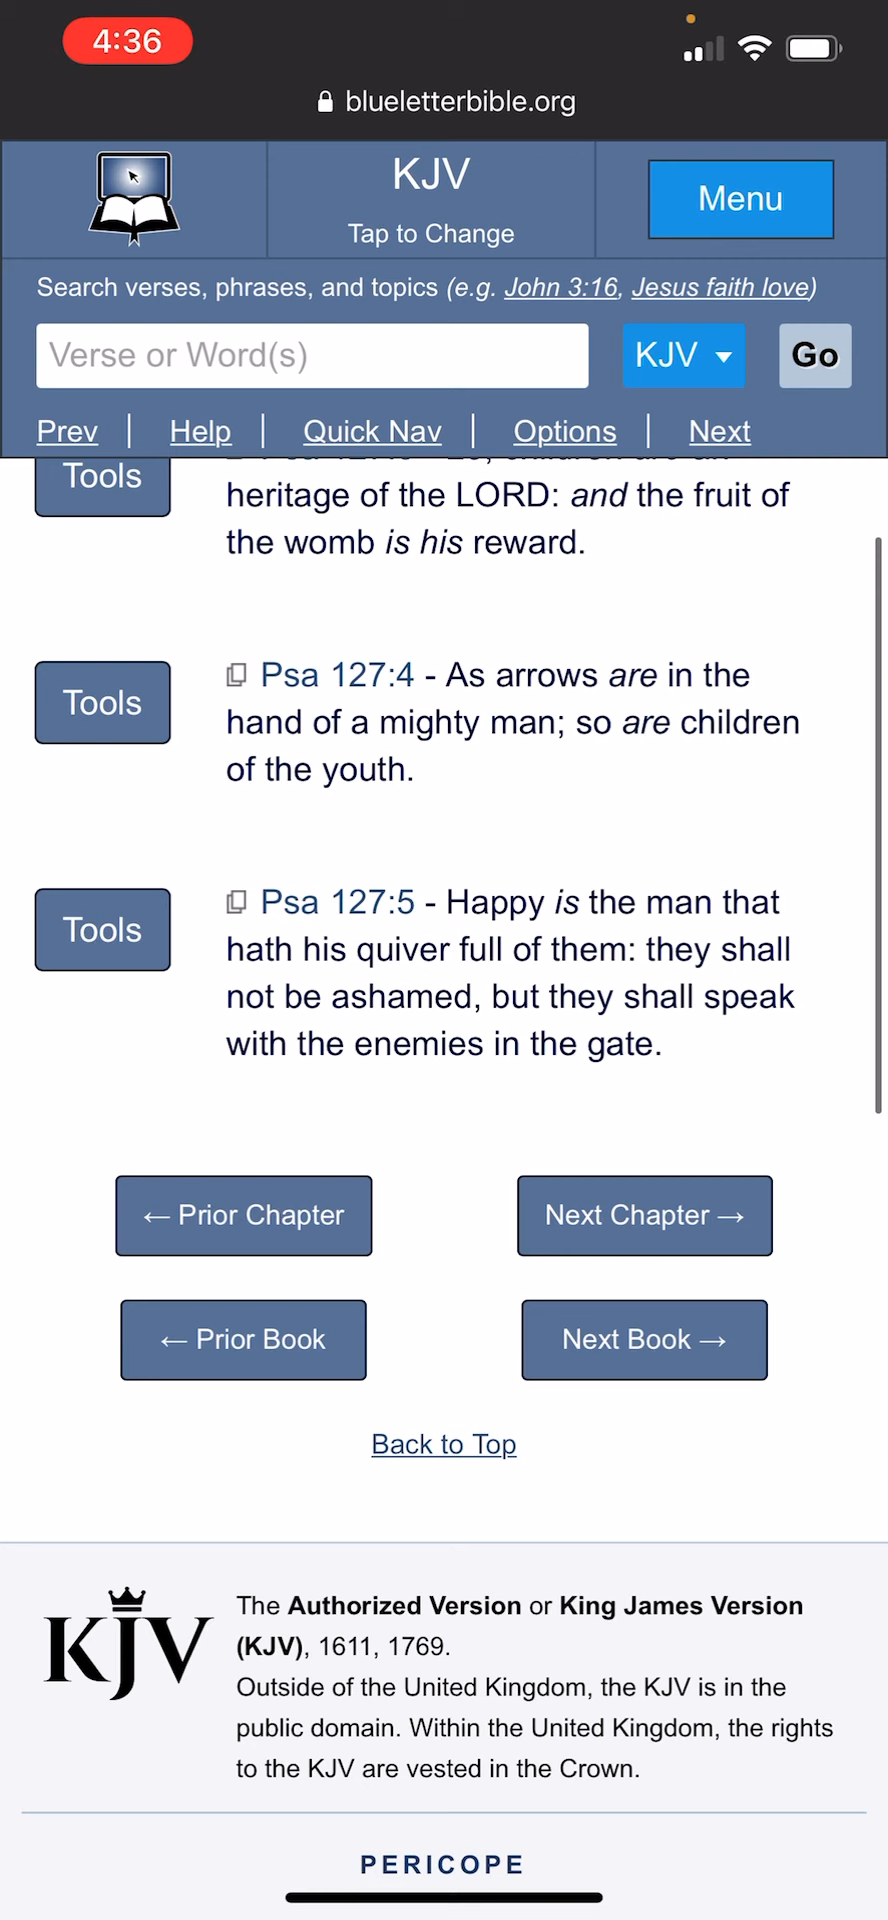 4:36
blueletterbible.org
KJV
Tap to Change
Menu
Search verses, phrases, and topics (e.g. John 3:16, Jesus faith love)
Verse or Word(s)
KJV
Go
Prev | Help | Quick Nav | Options | Next
Tools
heritage of the LORD: and the fruit of
the womb is his reward.
Tools
Psa 127:4 - As arrows are in the
hand of a mighty man; so are children
of the youth.
Tools
Psa 127:5 - Happy is the man that
hath his quiver full of them: they shall
not be ashamed, but they shall speak
with the enemies in the gate.
← Prior Chapter
Next Chapter →
← Prior Book
Next Book →
Back to Top
KJV
The Authorized Version or King James Version
(KJV), 1611, 1769.
Outside of the United Kingdom, the KJV is in the
public domain. Within the United Kingdom, the rights
to the KJV are vested in the Crown.
PERICOPE